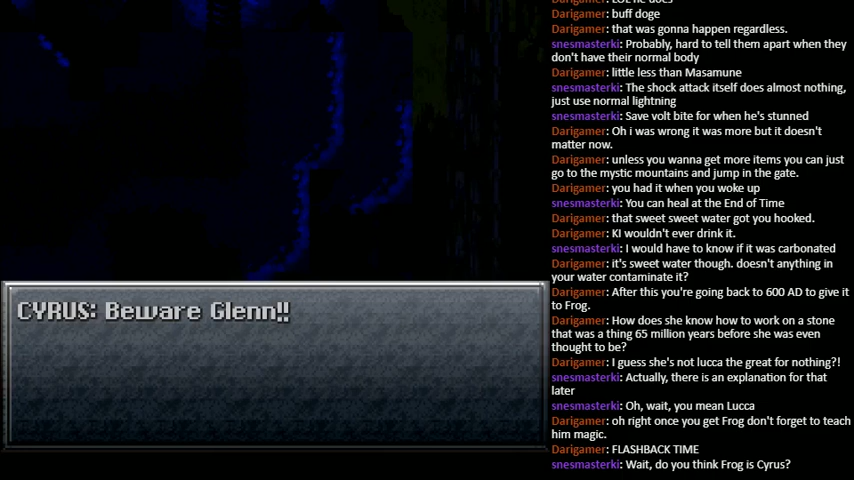 CYRUS: Beware Glenn!!
Darigamer: LOL he does
Darigamer: buff doge
Darigamer: that was gonna happen regardless.
snesmasterki: Probably, hard to tell them apart when they
don't have their normal body
Darigamer: little less than Masamune
snesmasterki: The shock attack itself does almost nothing,
just use normal lightning
snesmasterki: Save volt bite for when he's stunned
Darigamer: Oh i was wrong it was more but it doesn't
matter now.
Darigamer: unless you wanna get more items you can just
go to the mystic mountains and jump in the gate.
Darigamer: you had it when you woke up
snesmasterki: You can heal at the End of Time
Darigamer: that sweet sweet water got you hooked.
Darigamer: KI wouldn't ever drink it.
snesmasterki: I would have to know if it was carbonated
Darigamer: it's sweet water though. doesn't anything in
your water contaminate it?
Darigamer: After this you're going back to 600 AD to give it
to Frog.
Darigamer: How does she know how to work on a stone
that was a thing 65 million years before she was even
thought to be?
Darigamer: I guess she's not lucca the great for nothing?!
snesmasterki: Actually, there is an explanation for that
later
snesmasterki: Oh, wait, you mean Lucca
Darigamer: oh right once you get Frog don't forget to teach
him magic.
Darigamer: FLASHBACK TIME
snesmasterki: Wait, do you think Frog is Cyrus?